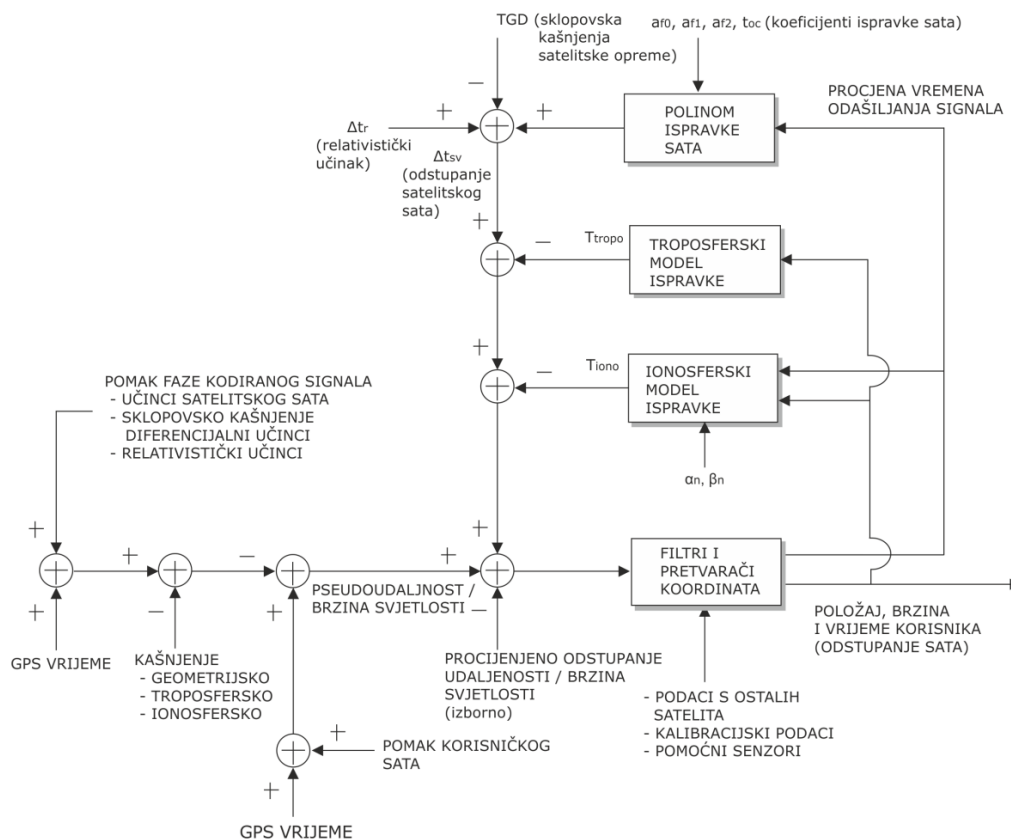 TGD (sklopovska
kašnjenja
satelitske opreme)
af0, af1, af2, toc (koeficijenti ispravke sata)
−
+
+
Δtr
(relativistički
učinak)
POLINOM
ISPRAVKE
SATA
PROCJENA VREMENA
ODAŠILJANJA SIGNALA
Δtsv
(odstupanje
satelitskog
sata)
+
−
Ttropo
TROPOSFERSKI
MODEL
ISPRAVKE
+
−
Tiono
IONOSFERSKI
MODEL
ISPRAVKE
αn, βn
POMAK FAZE KODIRANOG SIGNALA
- UČINCI SATELITSKOG SATA
- SKLOPOVSKO KAŠNJENJE
DIFERENCIJALNI UČINCI
- RELATIVISTIČKI UČINCI
+
+
−
+
+
FILTRI I
PRETVARAČI
KOORDINATA
PSEUDOUDALJNOST /
BRZINA SVJETLOSTI
+
−
+
−
GPS VRIJEME
KAŠNJENJE
- GEOMETRIJSKO
- TROPOSFERSKO
- IONOSFERSKO
PROCIJENJENO ODSTUPANJE
UDALJENOSTI / BRZINA
SVJETLOSTI
(izborno)
POLOŽAJ, BRZINA
I VRIJEME KORISNIKA
(ODSTUPANJE SATA)
- PODACI S OSTALIH
SATELITA
- KALIBRACIJSKI PODACI
- POMOĆNI SENZORI
+
POMAK KORISNIČKOG
SATA
+
GPS VRIJEME